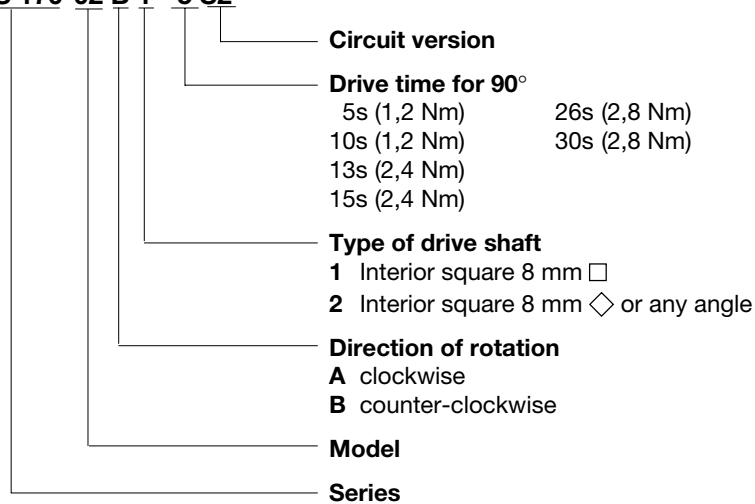 Circuit version
Drive time for 90°
5s (1,2 Nm) 26s (2,8 Nm)
10s (1,2 Nm) 30s (2,8 Nm)
13s (2,4 Nm)
15s (2,4 Nm)
Type of drive shaft
1 Interior square 8 mm □
2 Interior square 8 mm ◇ or any angle
Direction of rotation
A clockwise
B counter-clockwise
Model
Series